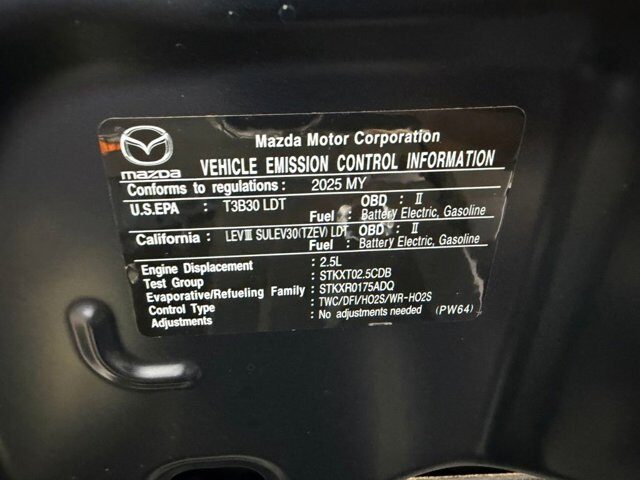 Mazda Motor Corporation
mazda VEHICLE EMISSION CONTROL INFORMATION
Conforms to regulations : 2025 MY
U.S.EPA : T3B30 LDT OBD : II
Fuel : Battery Electric, Gasoline
California : LEVIII SULEV30(TZEV) LDT OBD : II
Fuel : Battery Electric, Gasoline
Engine Displacement : 2.5L
Test Group : STKXT02.5CDB
Evaporative/Refueling Family : STKXR0175ADQ
Control Type : TWC/DFI/HO2S/WR-HO2S
Adjustments : No adjustments needed (PW64)